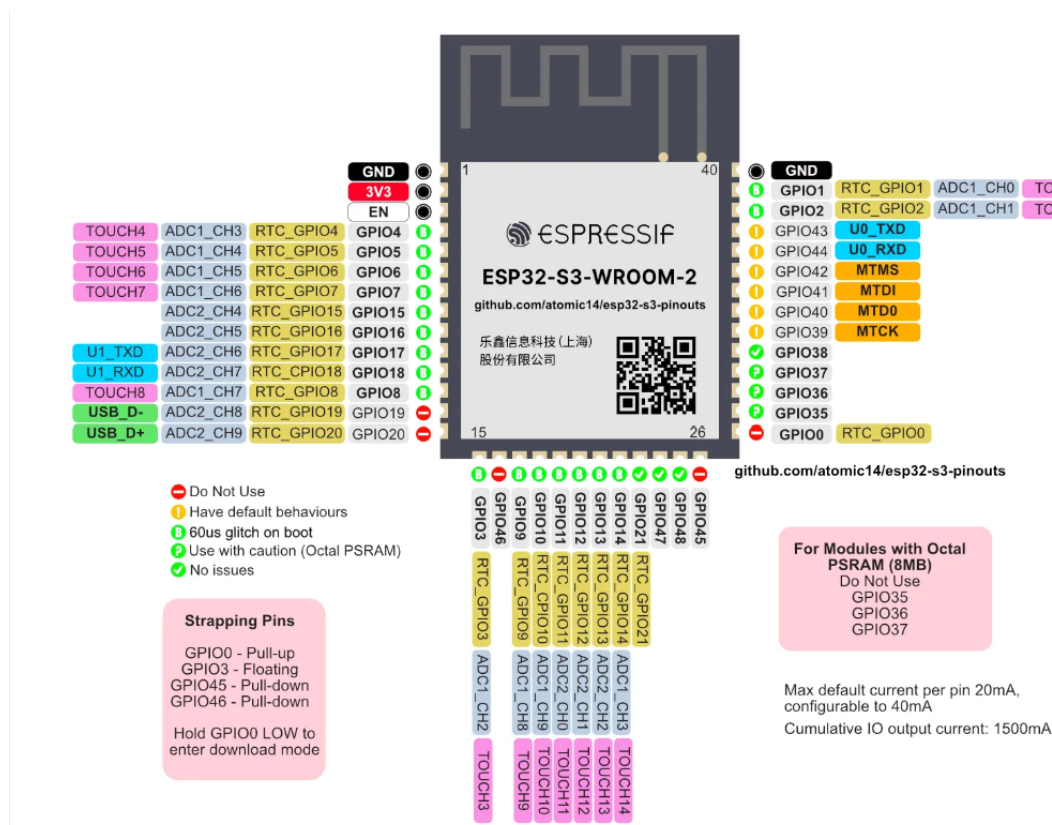 1
40
GND
3V3
EN
TOUCH4 ADC1_CH3 RTC_GPIO4 GPIO4
TOUCH5 ADC1_CH4 RTC_GPIO5 GPIO5
TOUCH6 ADC1_CH5 RTC_GPIO6 GPIO6
TOUCH7 ADC1_CH6 RTC_GPIO7 GPIO7
ADC2_CH4 RTC_GPIO15 GPIO15
ADC2_CH5 RTC_GPIO16 GPIO16
U1_TXD ADC2_CH6 RTC_GPIO17 GPIO17
U1_RXD ADC2_CH7 RTC_CPIO18 GPIO18
TOUCH8 ADC1_CH7 RTC_GPIO8 GPIO8
USB_D- ADC2_CH8 RTC_GPIO19 GPIO19
USB_D+ ADC2_CH9 RTC_GPIO20 GPIO20
ESPRESSIF
ESP32-S3-WROOM-2
github.com/atomic14/esp32-s3-pinouts
乐鑫信息科技(上海)
股份有限公司
15
26
GND
GPIO1 RTC_GPIO1 ADC1_CH0 TO
GPIO2 RTC_GPIO2 ADC1_CH1 TO
GPIO43 U0_TXD
GPIO44 U0_RXD
GPIO42 MTMS
GPIO41 MTDI
GPIO40 MTD0
GPIO39 MTCK
GPIO38
GPIO37
GPIO36
GPIO35
GPIO0 RTC_GPIO0
github.com/atomic14/esp32-s3-pinouts
GPIO3 RTC_GPIO3 ADC1_CH2 TOUCH3
GPIO46
GPIO9 RTC_GPIO9 ADC1_CH8 TOUCH9
GPIO10 RTC_CPIO10 ADC1_CH9 TOUCH10
GPIO11 RTC_GPIO11 ADC2_CH0 TOUCH11
GPIO12 RTC_GPIO12 ADC2_CH1 TOUCH12
GPIO13 RTC_GPIO13 ADC2_CH2 TOUCH13
GPIO14 RTC_GPIO14 ADC1_CH3 TOUCH14
GPIO21 RTC_GPIO21
GPIO47
GPIO48
GPIO45
Do Not Use
Have default behaviours
60us glitch on boot
Use with caution (Octal PSRAM)
No issues
Strapping Pins
GPIO0 - Pull-up
GPIO3 - Floating
GPIO45 - Pull-down
GPIO46 - Pull-down
Hold GPIO0 LOW to
enter download mode
For Modules with Octal
PSRAM (8MB)
Do Not Use
GPIO35
GPIO36
GPIO37
Max default current per pin 20mA,
configurable to 40mA
Cumulative IO output current: 1500mA